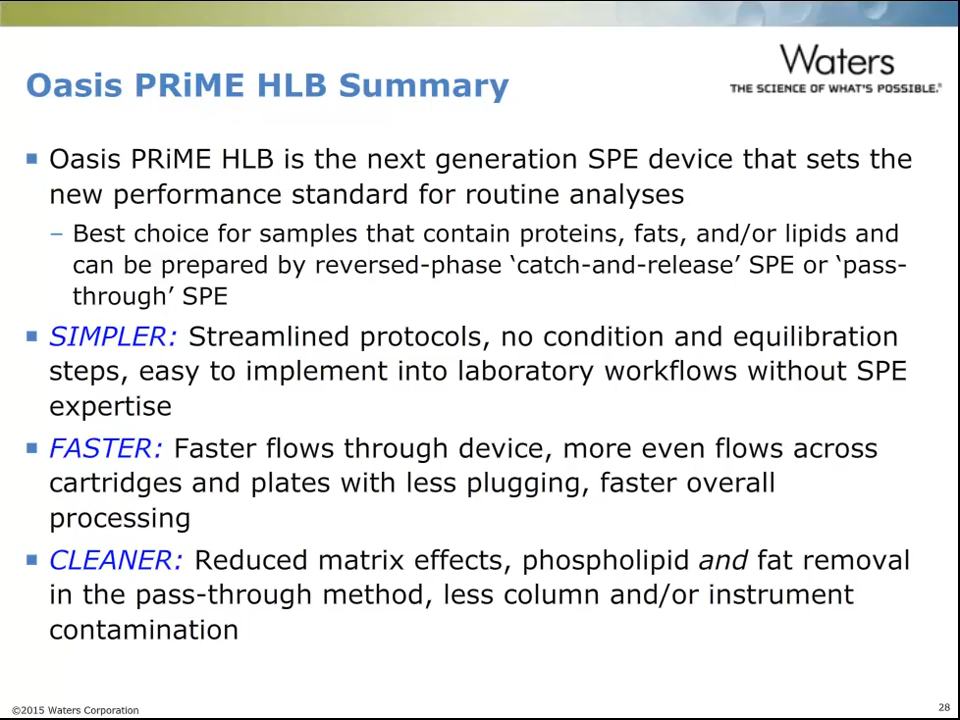 Oasis PRiME HLB Summary
Waters
THE SCIENCE OF WHAT'S POSSIBLE.®
■ Oasis PRiME HLB is the next generation SPE device that sets the
new performance standard for routine analyses
– Best choice for samples that contain proteins, fats, and/or lipids and
can be prepared by reversed-phase ‘catch-and-release’ SPE or ‘pass-
through’ SPE
■ SIMPLER: Streamlined protocols, no condition and equilibration
steps, easy to implement into laboratory workflows without SPE
expertise
■ FASTER: Faster flows through device, more even flows across
cartridges and plates with less plugging, faster overall
processing
■ CLEANER: Reduced matrix effects, phospholipid and fat removal
in the pass-through method, less column and/or instrument
contamination
©2015 Waters Corporation
28